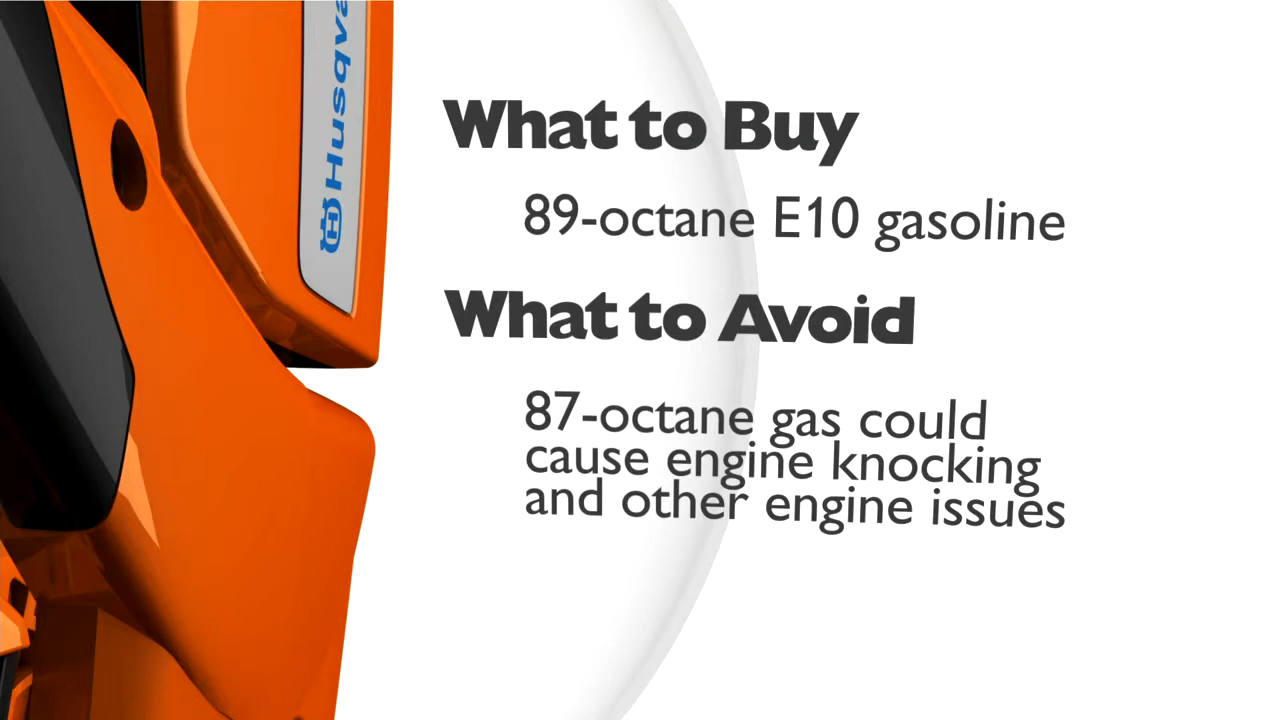 Husqva
What to Buy
89-octane E10 gasoline
What to Avoid
87-octane gas could
cause engine knocking
and other engine issues